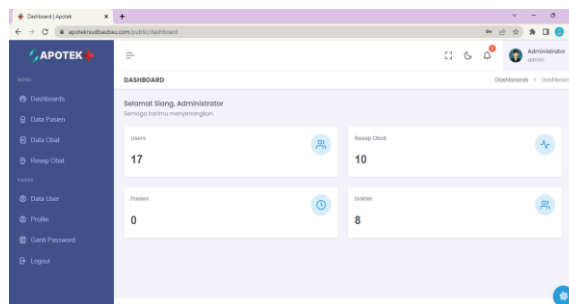 Dashboard | Apotek
apotekrsudbaubau.com/public/dashboard
APOTEK
Administrator
admin
MENU
DASHBOARD
Dashboards > Dashboard
Dashboards
Data Pasien
Data Obat
Resep Obat
PAGES
Data User
Profile
Ganti Password
Logout
Selamat Siang, Administrator
Semoga harimu menyenangkan.
Users
17
Resep Obat
10
Pasien
0
Dokter
8